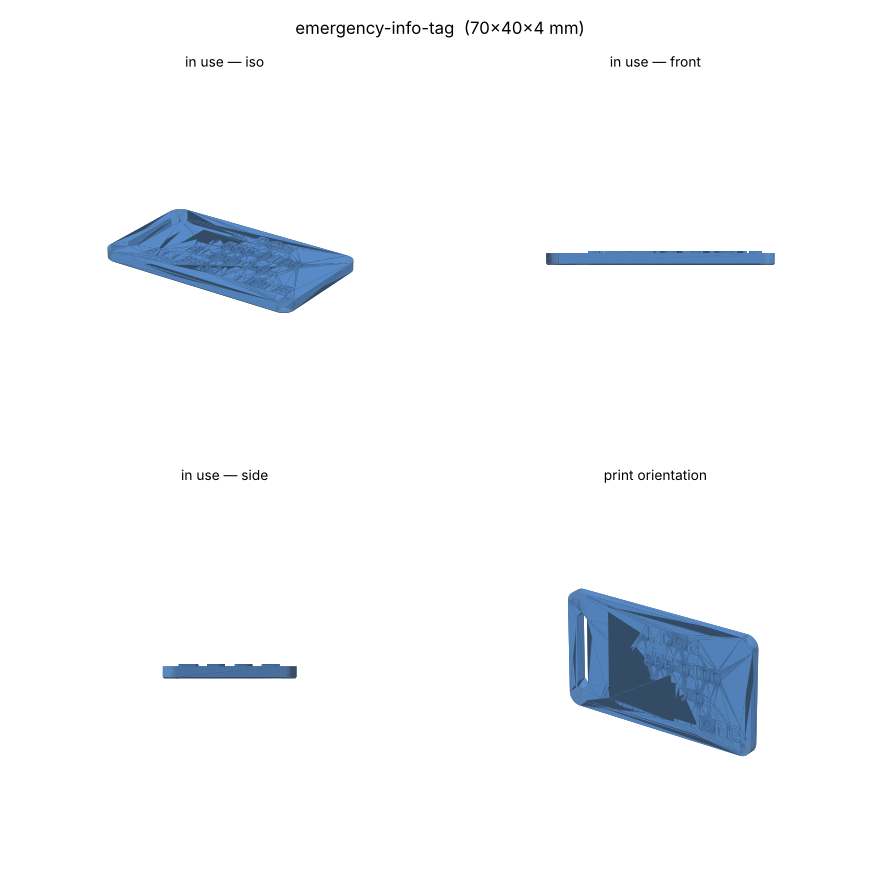 emergency-info-tag (70×40×4 mm)
in use — iso
in use — front
in use — side
print orientation